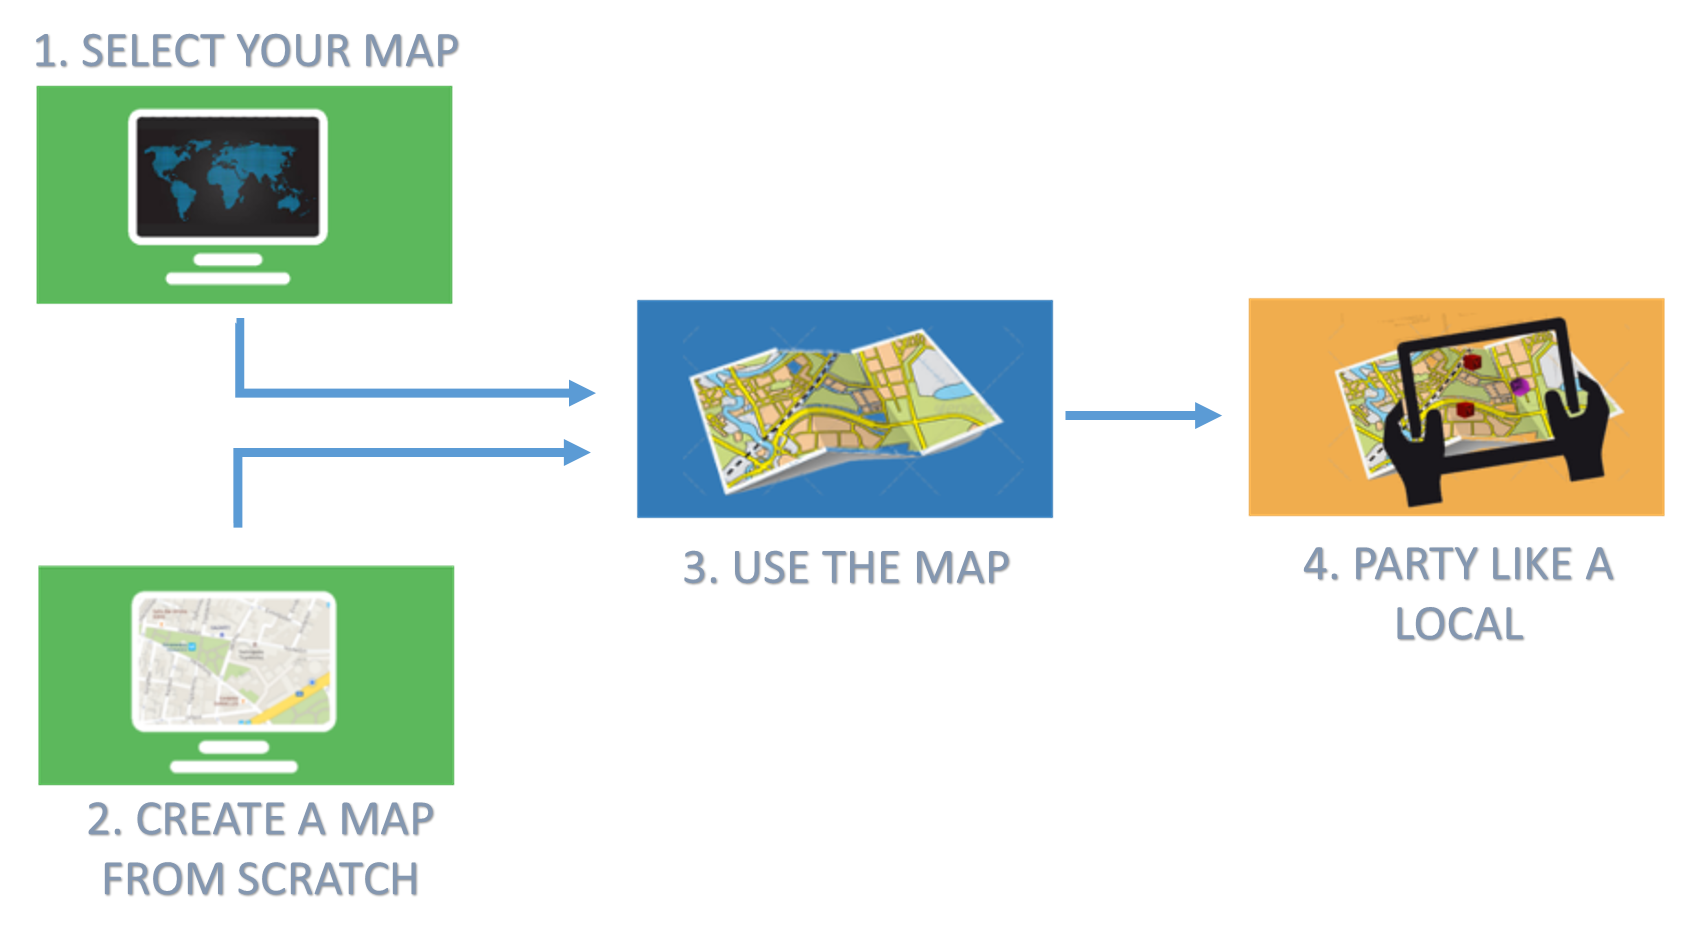 1. SELECT YOUR MAP
3. USE THE MAP
4. PARTY LIKE A
LOCAL
2. CREATE A MAP
FROM SCRATCH